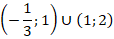 (-1/3; 1) ∪ (1; 2)